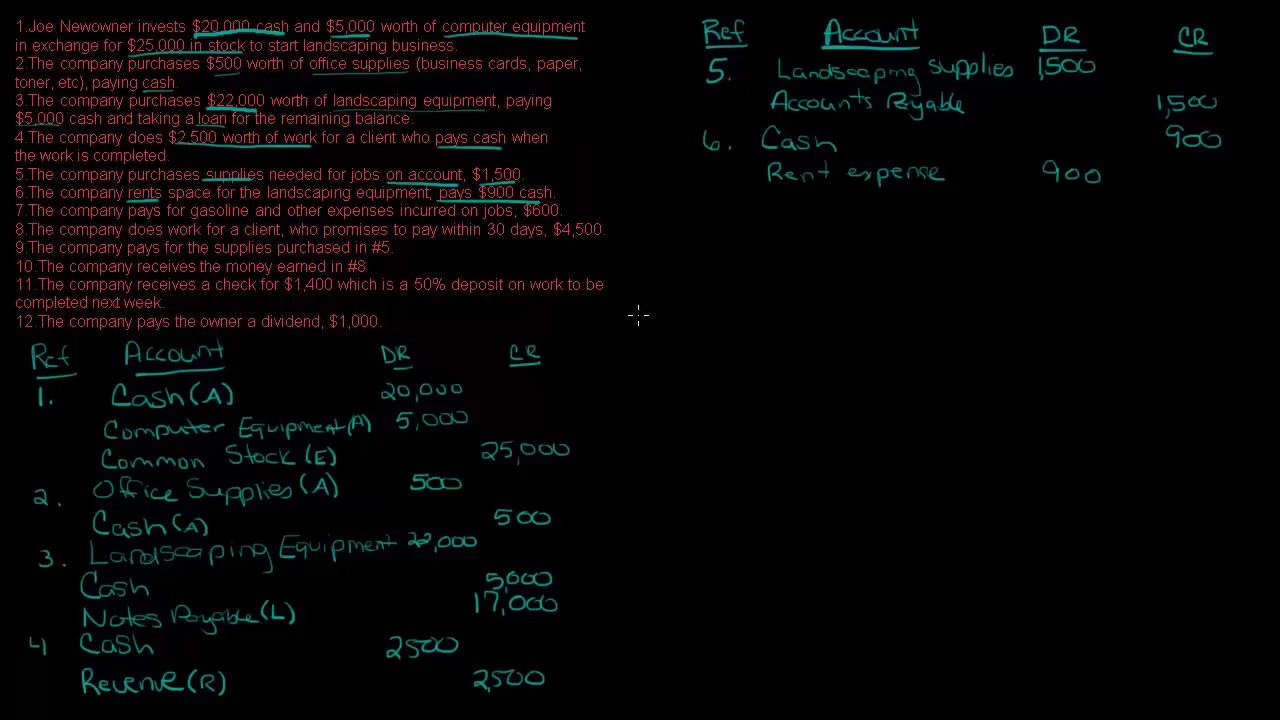 1.Joe Newowner invests $20,000 cash and $5,000 worth of computer equipment
in exchange for $25,000 in stock to start landscaping business.
2.The company purchases $500 worth of office supplies (business cards, paper,
toner, etc), paying cash.
3.The company purchases $22,000 worth of landscaping equipment, paying
$5,000 cash and taking a loan for the remaining balance.
4.The company does $2,500 worth of work for a client who pays cash when
the work is completed.
5.The company purchases supplies needed for jobs on account, $1,500.
6.The company rents space for the landscaping equipment; pays $900 cash.
7.The company pays for gasoline and other expenses incurred on jobs, $600.
8.The company does work for a client, who promises to pay within 30 days, $4,500.
9.The company pays for the supplies purchased in #5.
10.The company receives the money earned in #8
11.The company receives a check for $1,400 which is a 50% deposit on work to be
completed next week.
12.The company pays the owner a dividend, $1,000.
Ref Account DR CR
1. Cash (A) 20,000
Computer Equipment (A) 5,000
Common Stock (E) 25,000
2. Office Supplies (A) 500
Cash (A) 500
3. Landscaping Equipment 22,000
Cash 5,000
Notes Payable (L) 17,000
4 Cash 2500
Revenue (R) 2,500
Ref Account DR CR
5. Landscaping supplies 1,500
Accounts Payable 1,500
6. Cash 900
Rent expense 900